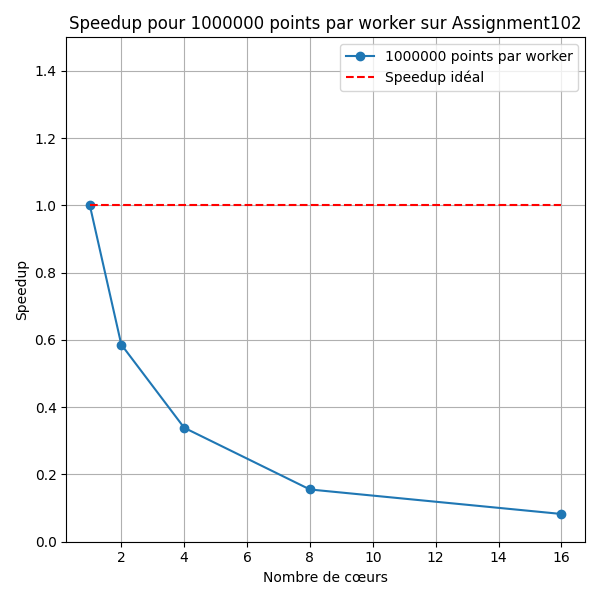 Speedup pour 1000000 points par worker sur Assignment102
1000000 points par worker
Speedup idéal
Speedup
1.4
1.2
1.0
0.8
0.6
0.4
0.2
0.0
2 4 6 8 10 12 14 16
Nombre de cœurs